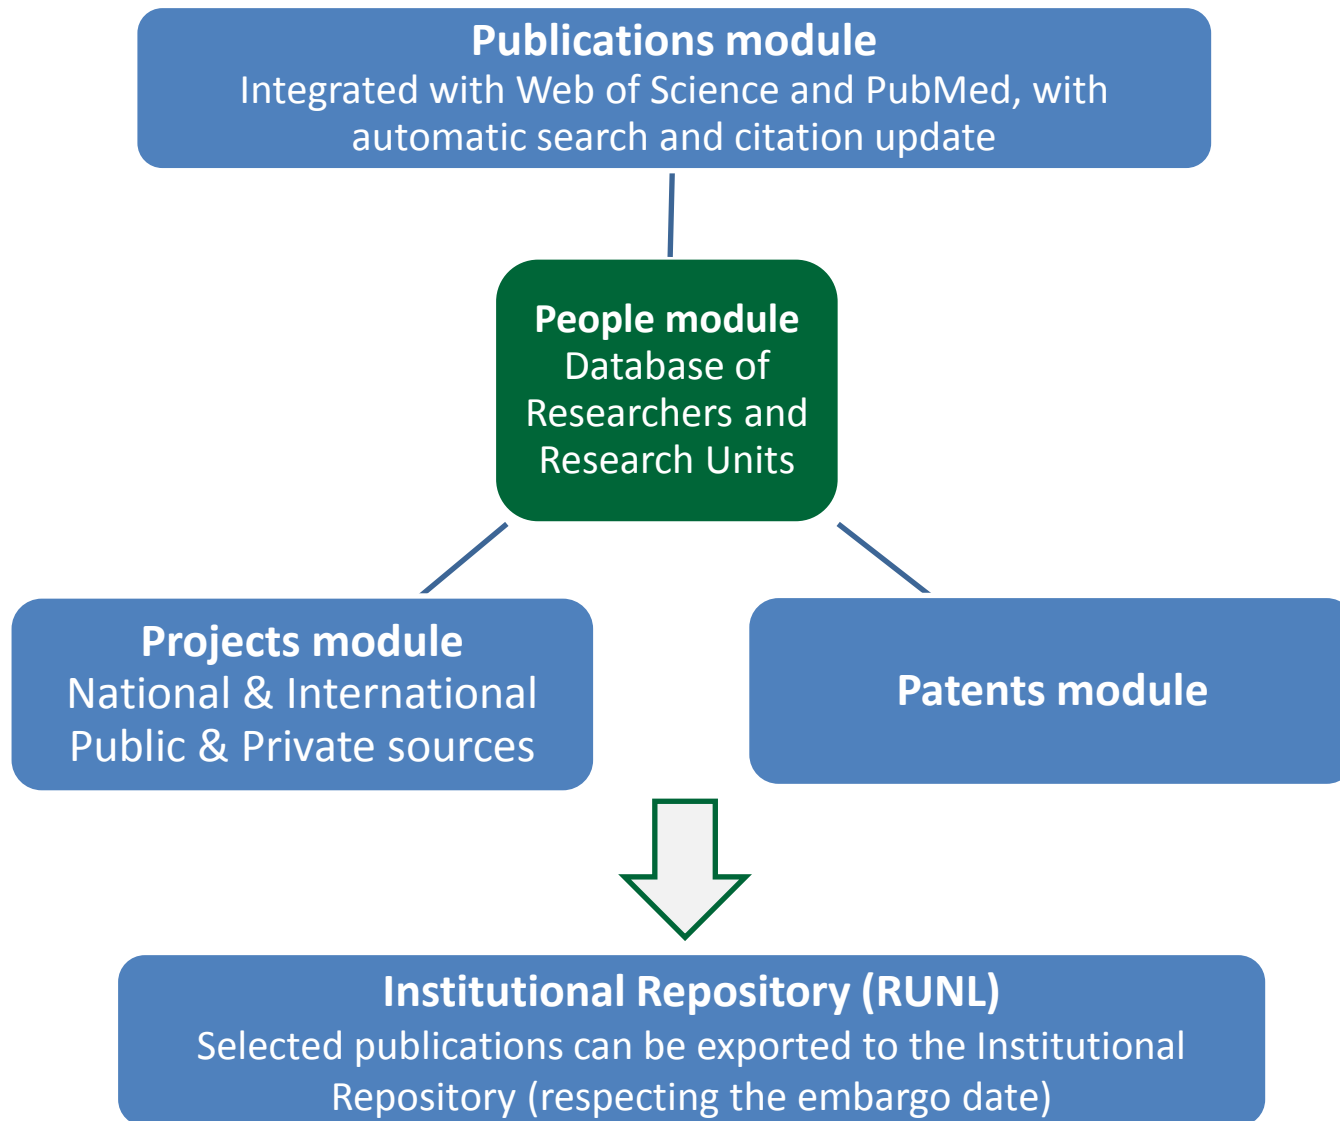 Publications module
Integrated with Web of Science and PubMed, with
automatic search and citation update
People module
Database of
Researchers and
Research Units
Projects module
National & International
Public & Private sources
Patents module
Institutional Repository (RUNL)
Selected publications can be exported to the Institutional
Repository (respecting the embargo date)